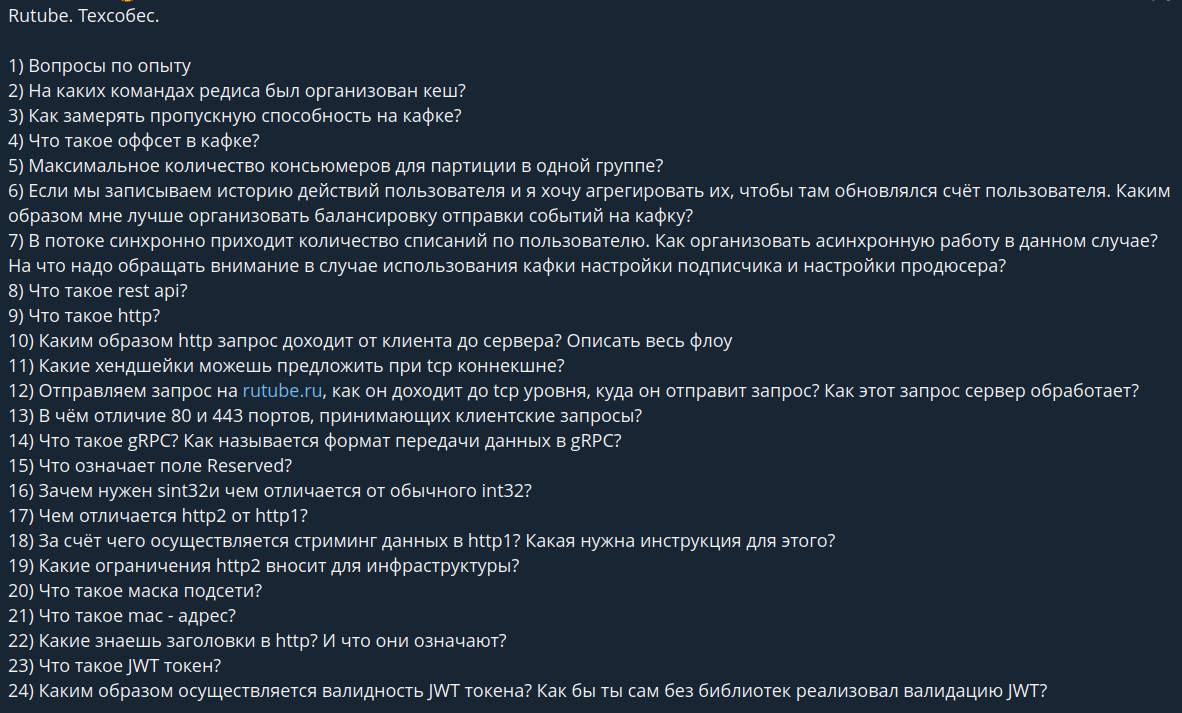 Rutube. Техсобес.
1) Вопросы по опыту
2) На каких командах редиса был организован кеш?
3) Как замерять пропускную способность на кафке?
4) Что такое оффсет в кафке?
5) Максимальное количество консьюмеров для партиции в одной группе?
6) Если мы записываем историю действий пользователя и я хочу агрегировать их, чтобы там обновлялся счёт пользователя. Каким
образом мне лучше организовать балансировку отправки событий на кафку?
7) В потоке синхронно приходит количество списаний по пользователю. Как организовать асинхронную работу в данном случае?
На что надо обращать внимание в случае использования кафки настройки подписчика и настройки продюсера?
8) Что такое rest api?
9) Что такое http?
10) Каким образом http запрос доходит от клиента до сервера? Описать весь флоу
11) Какие хендшейки можешь предложить при tcp коннекшне?
12) Отправляем запрос на rutube.ru, как он доходит до tcp уровня, куда он отправит запрос? Как этот запрос сервер обработает?
13) В чём отличие 80 и 443 портов, принимающих клиентские запросы?
14) Что такое gRPC? Как называется формат передачи данных в gRPC?
15) Что означает поле Reserved?
16) Зачем нужен sint32и чем отличается от обычного int32?
17) Чем отличается http2 от http1?
18) За счёт чего осуществляется стриминг данных в http1? Какая нужна инструкция для этого?
19) Какие ограничения http2 вносит для инфраструктуры?
20) Что такое маска подсети?
21) Что такое mac - адрес?
22) Какие знаешь заголовки в http? И что они означают?
23) Что такое JWT токен?
24) Каким образом осуществляется валидность JWT токена? Как бы ты сам без библиотек реализовал валидацию JWT?